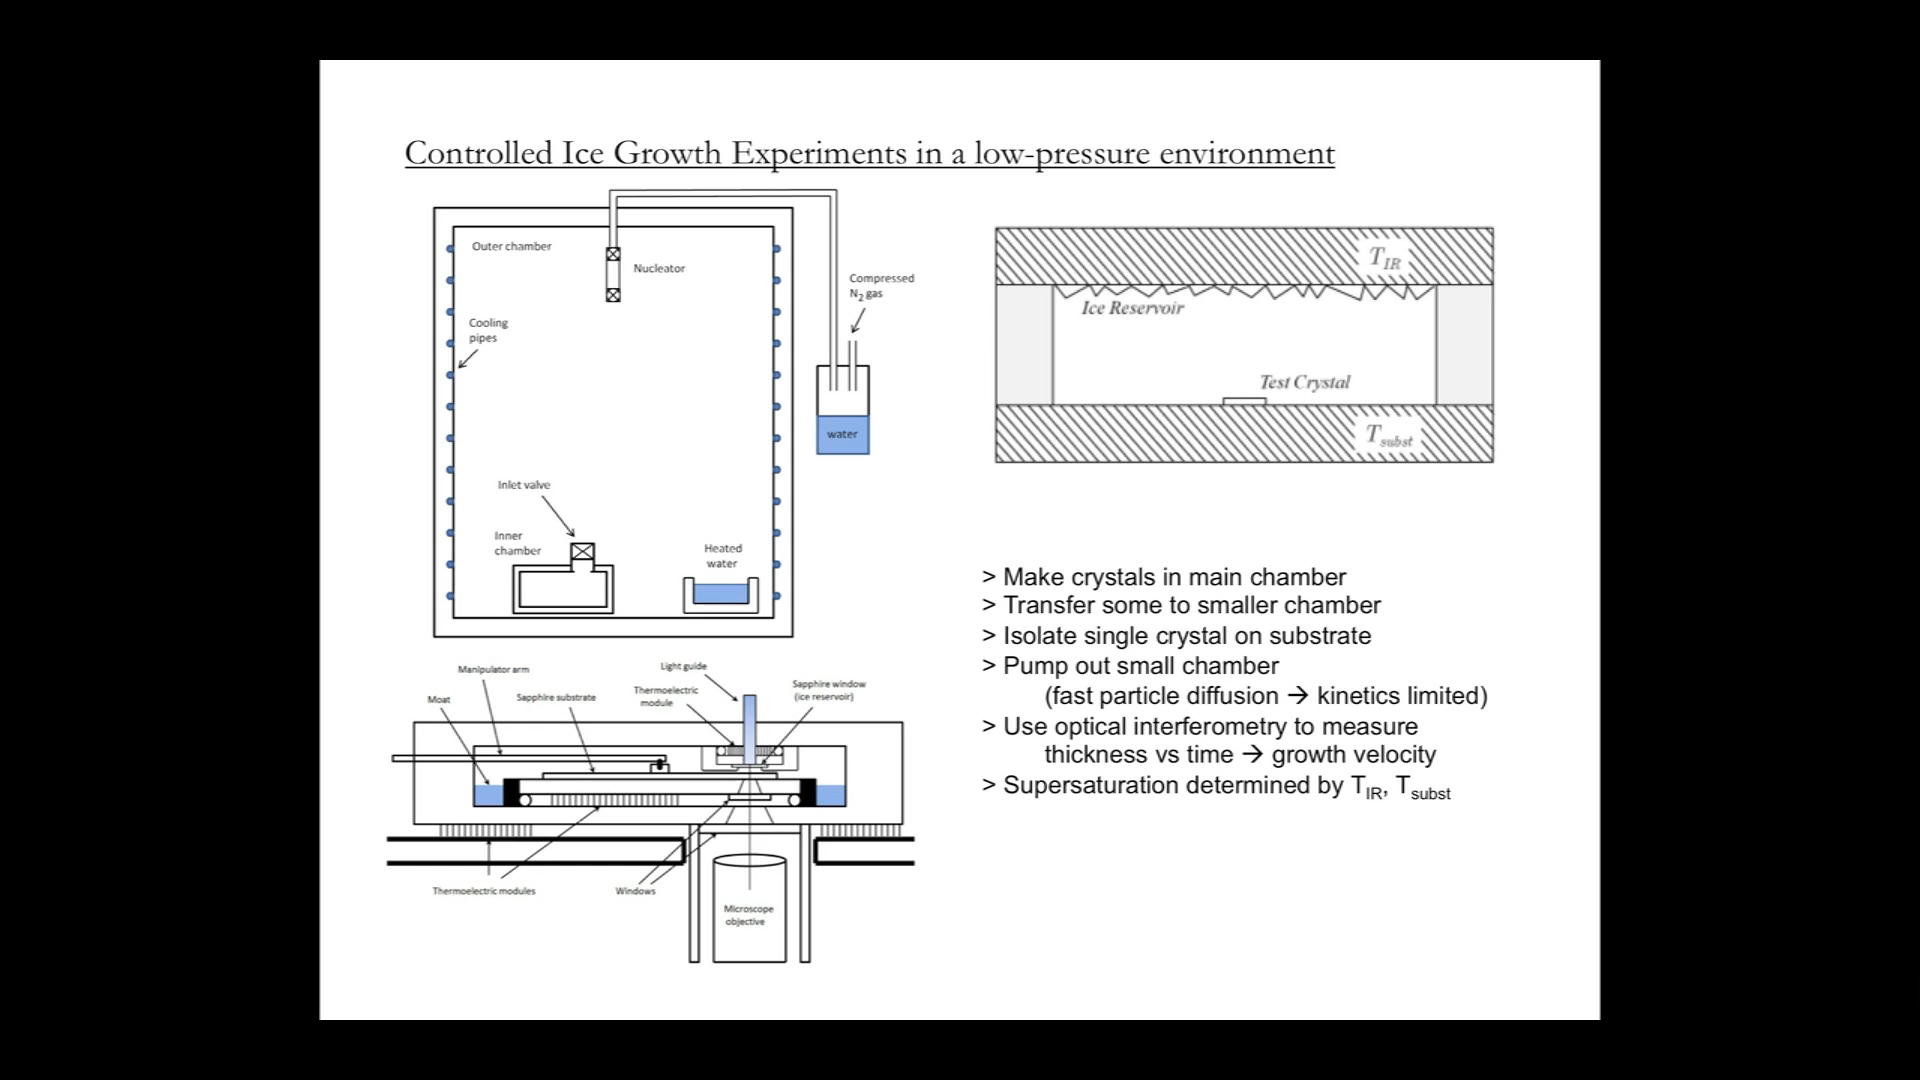 Controlled Ice Growth Experiments in a low-pressure environment
Outer chamber
Nucleator
Compressed
N2 gas
Cooling
pipes
water
Inlet valve
Inner
chamber
Heated
water
TIR
Ice Reservoir
Test Crystal
Tsubst
Manipulator arm
Light guide
Moat
Sapphire substrate
Thermoelectric
module
Sapphire window
(ice reservoir)
Thermoelectric modules
Windows
Microscope
objective
> Make crystals in main chamber
> Transfer some to smaller chamber
> Isolate single crystal on substrate
> Pump out small chamber
(fast particle diffusion → kinetics limited)
> Use optical interferometry to measure
thickness vs time → growth velocity
> Supersaturation determined by TIR, Tsubst